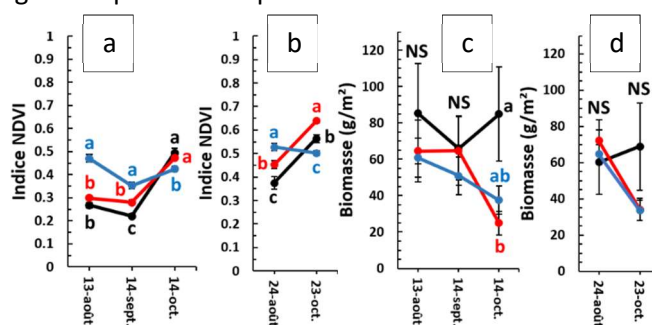 a
Indice NDVI
1
0.9
0.8
0.7
0.6
0.5
0.4
0.3
0.2
0.1
0
a
b
b
a
b
c
a
a
b
13-août
14-sept.
14-oct.
b
Indice NDVI
1
0.9
0.8
0.7
0.6
0.5
0.4
0.3
0.2
0.1
0
a
b
c
a
b
c
24-août
23-oct.
c
Biomasse (g/m²)
120
100
80
60
40
20
0
NS
NS
a
ab
b
13-août
14-sept.
14-oct.
d
Biomasse (g/m²)
120
100
80
60
40
20
0
NS
NS
24-août
23-oct.